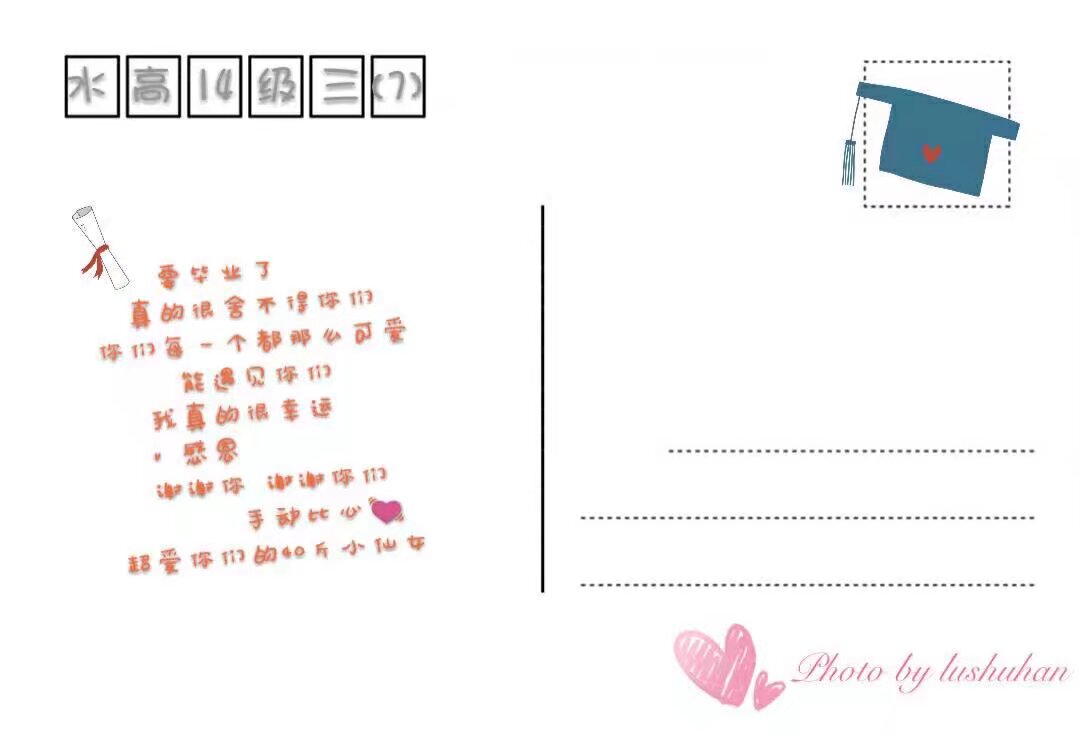 水高14级三(7)
要毕业了
真的很舍不得你们
你们每一个都那么可爱
能遇见你们
我真的很幸运
，感恩
谢谢你 谢谢你们
手动比心
超爱你们的40斤小仙女
Photo by lushuhan